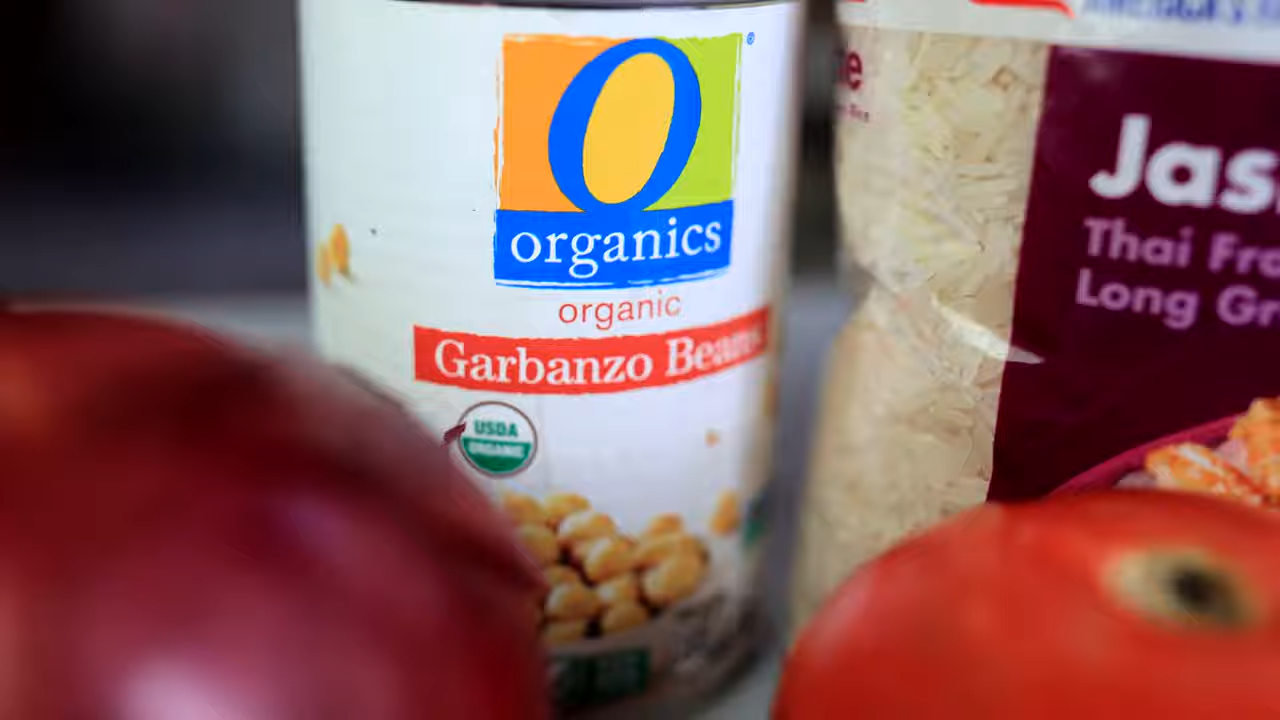 O
organics
organic
Garbanzo Beans
USDA
ORGANIC
Jas
Thai Fra
Long Gr